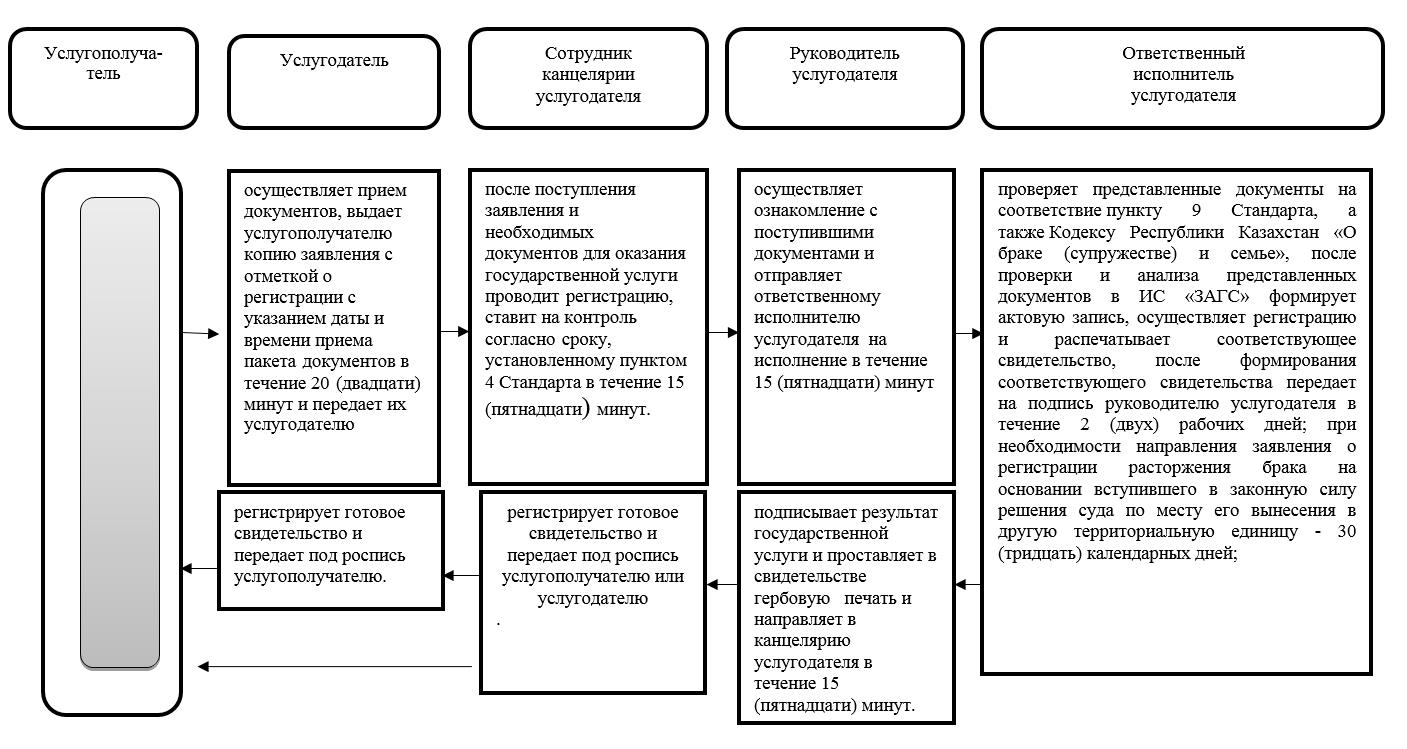 Услугополуча-
тель
Услугодатель
Сотрудник
канцелярии
услугодателя
Руководитель
услугодателя
Ответственный
исполнитель
услугодателя
осуществляет прием
документов, выдает
услугополучателю
копию заявления с
отметкой о
регистрации с
указанием даты и
времени приема
пакета документов в
течение 20 (двадцати)
минут и передает их
услугодателю
после поступления
заявления и
необходимых
документов для оказания
государственной услуги
проводит регистрацию,
ставит на контроль
согласно сроку,
установленному пунктом
4 Стандарта в течение 15
(пятнадцати) минут.
осуществляет
ознакомление с
поступившими
документами и
отправляет
ответственному
исполнителю
услугодателя на
исполнение в течение
15 (пятнадцати) минут
проверяет представленные документы на
соответствие пункту 9 Стандарта, а
также Кодексу Республики Казахстан «О
браке (супружестве) и семье», после
проверки и анализа представленных
документов в ИС «ЗАГС» формирует
актовую запись, осуществляет регистрацию
и распечатывает соответствующее
свидетельство, после формирования
соответствующего свидетельства передает
на подпись руководителю услугодателя в
течение 2 (двух) рабочих дней; при
необходимости направления заявления о
регистрации расторжения брака на
основании вступившего в законную силу
решения суда по месту его вынесения в
другую территориальную единицу - 30
(тридцать) календарных дней;
регистрирует готовое
свидетельство и
передает под роспись
услугополучателю.
регистрирует готовое
свидетельство и
передает под роспись
услугополучателю или
услугодателю
.
подписывает результат
государственной
услуги и проставляет в
свидетельстве
гербовую печать и
направляет в
канцелярию
услугодателя в
течение 15
(пятнадцати) минут.